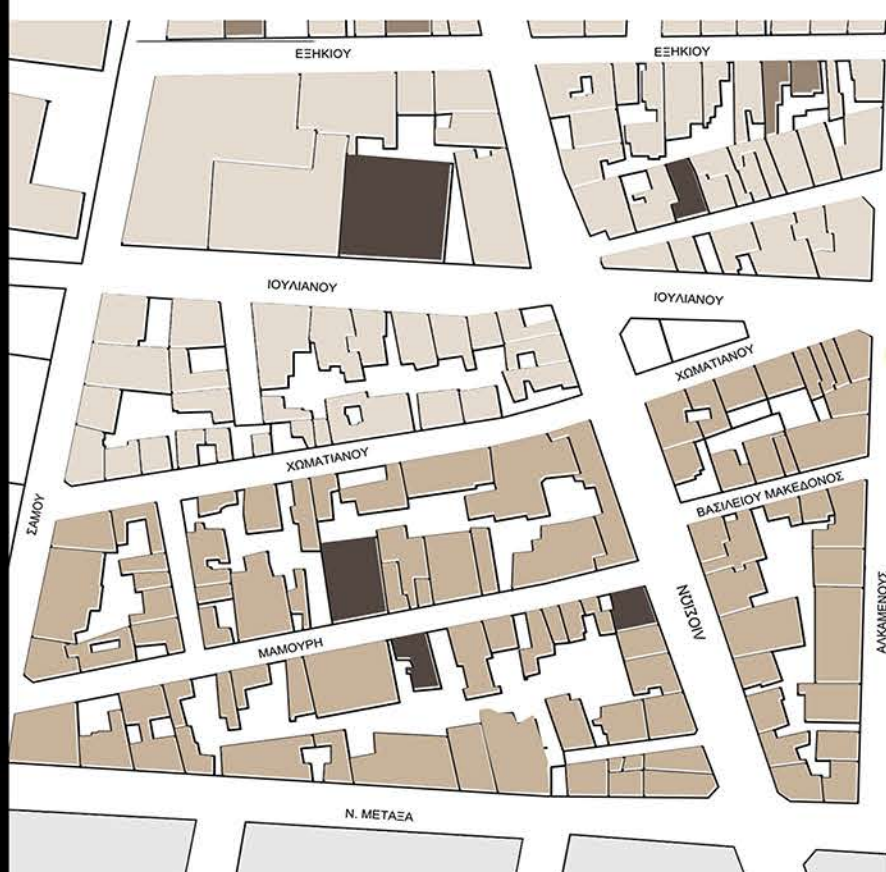 ΕΞΗΚΙΟΥ
ΕΞΗΚΙΟΥ
ΙΟΥΛΙΑΝΟΥ
ΙΟΥΛΙΑΝΟΥ
ΧΩΜΑΤΙΑΝΟΥ
ΧΩΜΑΤΙΑΝΟΥ
ΒΑΣΙΛΕΙΟΥ ΜΑΚΕΔΟΝΟΣ
ΣΑΜΟΥ
ΛΙΟΣΙΩΝ
ΑΛΚΑΜΕΝΟΥΣ
ΜΑΜΟΥΡΗ
Ν. ΜΕΤΑΞΑ